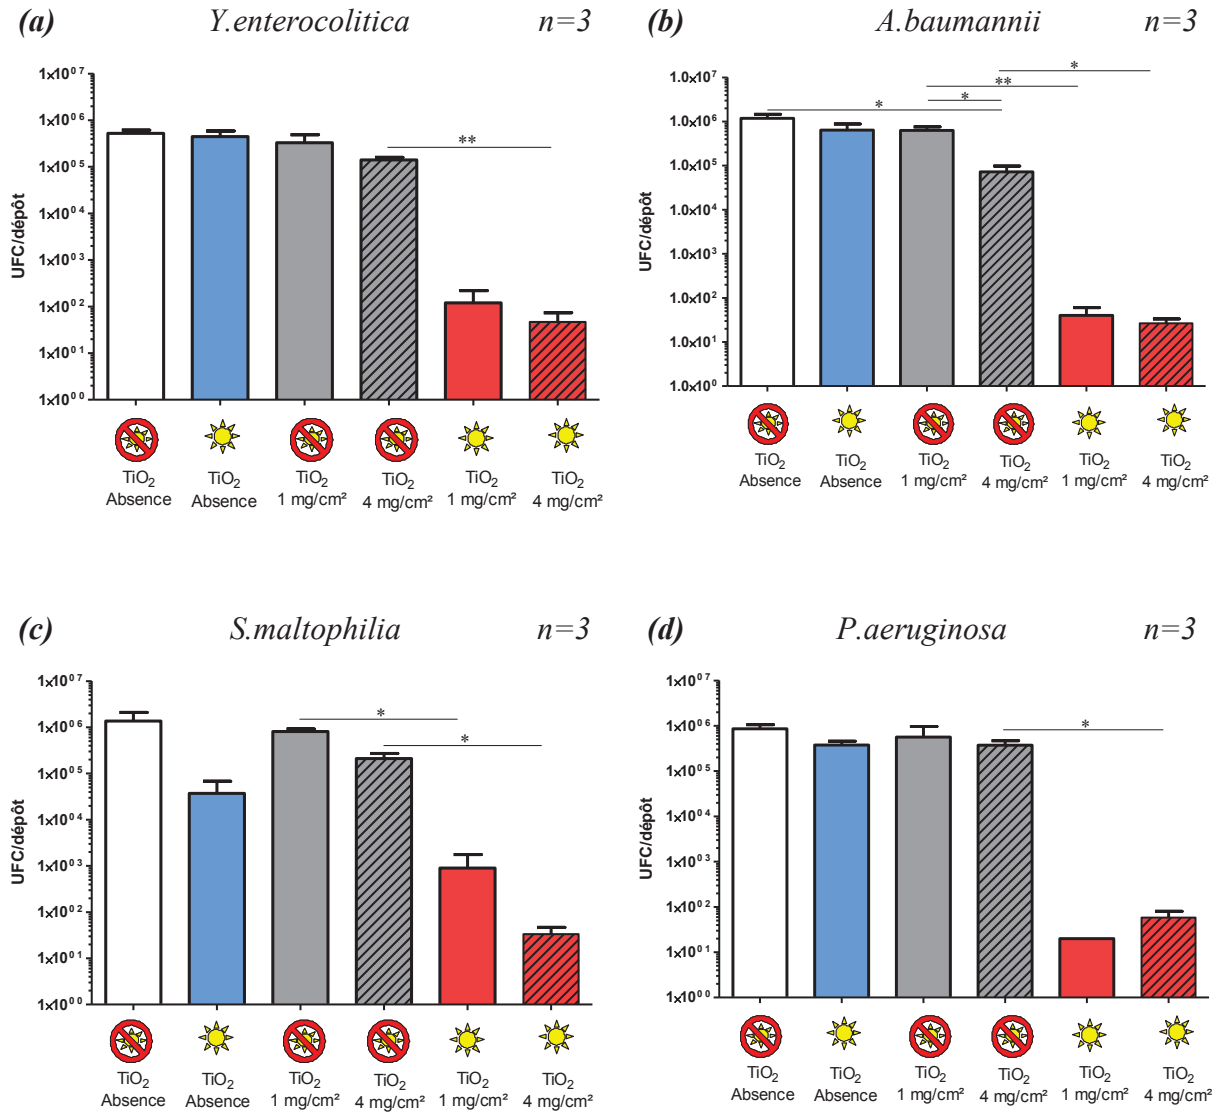 (a) Y.enterocolitica n=3
1x10⁰⁷
1x10⁰⁶
1x10⁰⁵
1x10⁰⁴
1x10⁰³
1x10⁰²
1x10⁰¹
1x10⁰⁰
UFC/dépôt
**
TiO₂ TiO₂ TiO₂ TiO₂ TiO₂ TiO₂
Absence Absence 1 mg/cm² 4 mg/cm² 1 mg/cm² 4 mg/cm²
(b) A.baumannii n=3
1.0x10⁷
1.0x10⁶
1.0x10⁵
1.0x10⁴
1.0x10³
1.0x10²
1.0x10¹
1.0x10⁰
UFC/dépôt
*
**
*
*
TiO₂ TiO₂ TiO₂ TiO₂ TiO₂ TiO₂
Absence Absence 1 mg/cm² 4 mg/cm² 1 mg/cm² 4 mg/cm²
(c) S.maltophilia n=3
1x10⁰⁷
1x10⁰⁶
1x10⁰⁵
1x10⁰⁴
1x10⁰³
1x10⁰²
1x10⁰¹
1x10⁰⁰
UFC/dépôt
*
*
TiO₂ TiO₂ TiO₂ TiO₂ TiO₂ TiO₂
Absence Absence 1 mg/cm² 4 mg/cm² 1 mg/cm² 4 mg/cm²
(d) P.aeruginosa n=3
1x10⁰⁷
1x10⁰⁶
1x10⁰⁵
1x10⁰⁴
1x10⁰³
1x10⁰²
1x10⁰¹
1x10⁰⁰
UFC/dépôt
*
TiO₂ TiO₂ TiO₂ TiO₂ TiO₂ TiO₂
Absence Absence 1 mg/cm² 4 mg/cm² 1 mg/cm² 4 mg/cm²